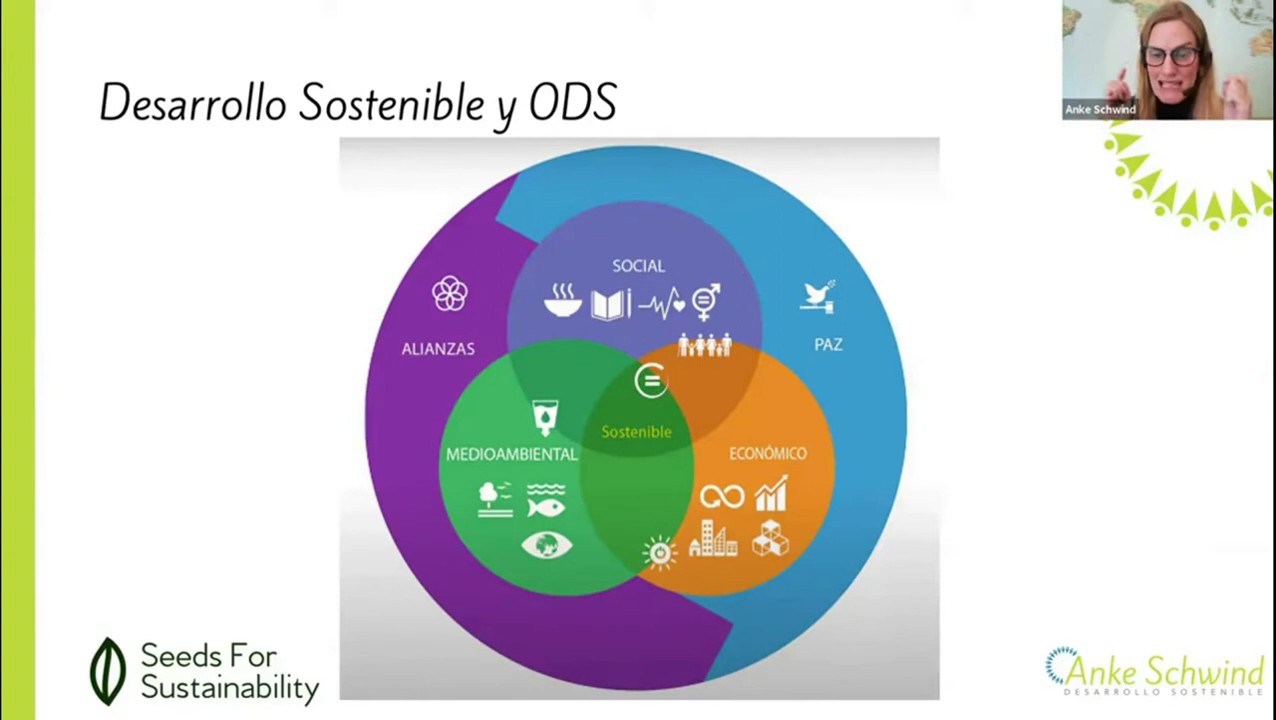 Desarrollo Sostenible y ODS
Anke Schwind
SOCIAL
ALIANZAS
PAZ
Sostenible
MEDIOAMBIENTAL
ECONÓMICO
Seeds For
Sustainability
Anke Schwind
DESARROLLO SOSTENIBLE